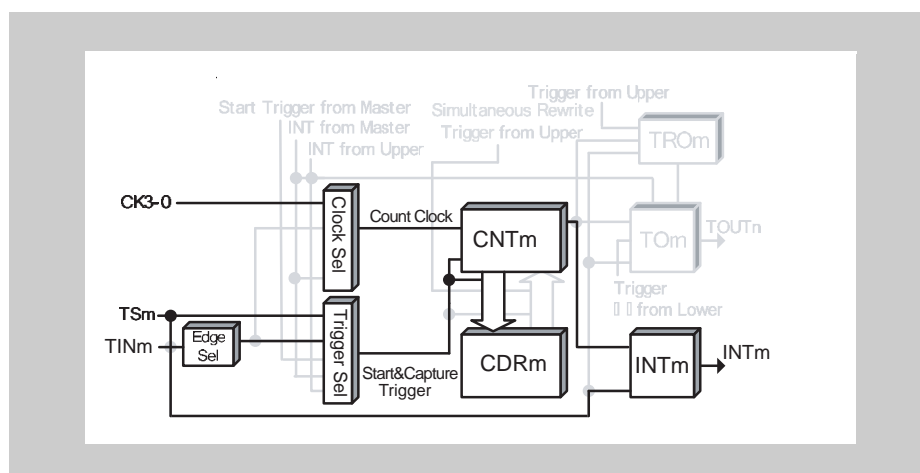 Trigger from Upper
Start Trigger from Master
Simultaneous Rewrite
INT from Master
Trigger from Upper
INT from Upper
TROm
CK3-0
Clock Sel
Count Clock
CNTm
TOm
TOUTn
Trigger
from Lower
TSm
TINm
Edge
Sel
Trigger Sel
Start&Capture
Trigger
CDRm
INTm
INTm